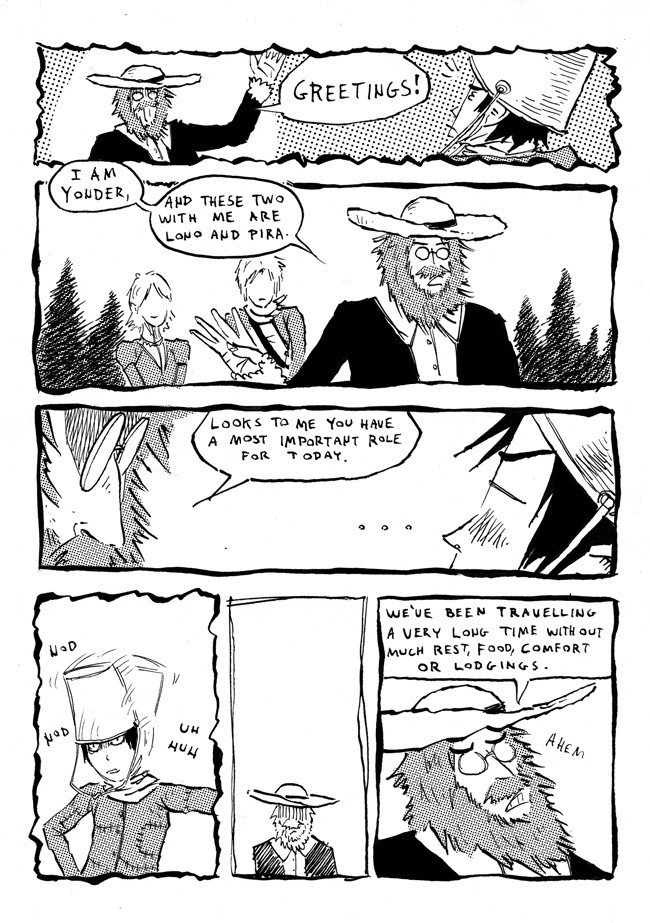 GREETINGS!
I AM
YONDER,
AND THESE TWO
WITH ME ARE
LONO AND PIRA.
LOOKS TO ME YOU HAVE
A MOST IMPORTANT ROLE
FOR TODAY.
...
NOD
NOD
UH
HUH
WE'VE BEEN TRAVELLING
A VERY LONG TIME WITHOUT
MUCH REST, FOOD, COMFORT
OR LODGINGS.
AHEM